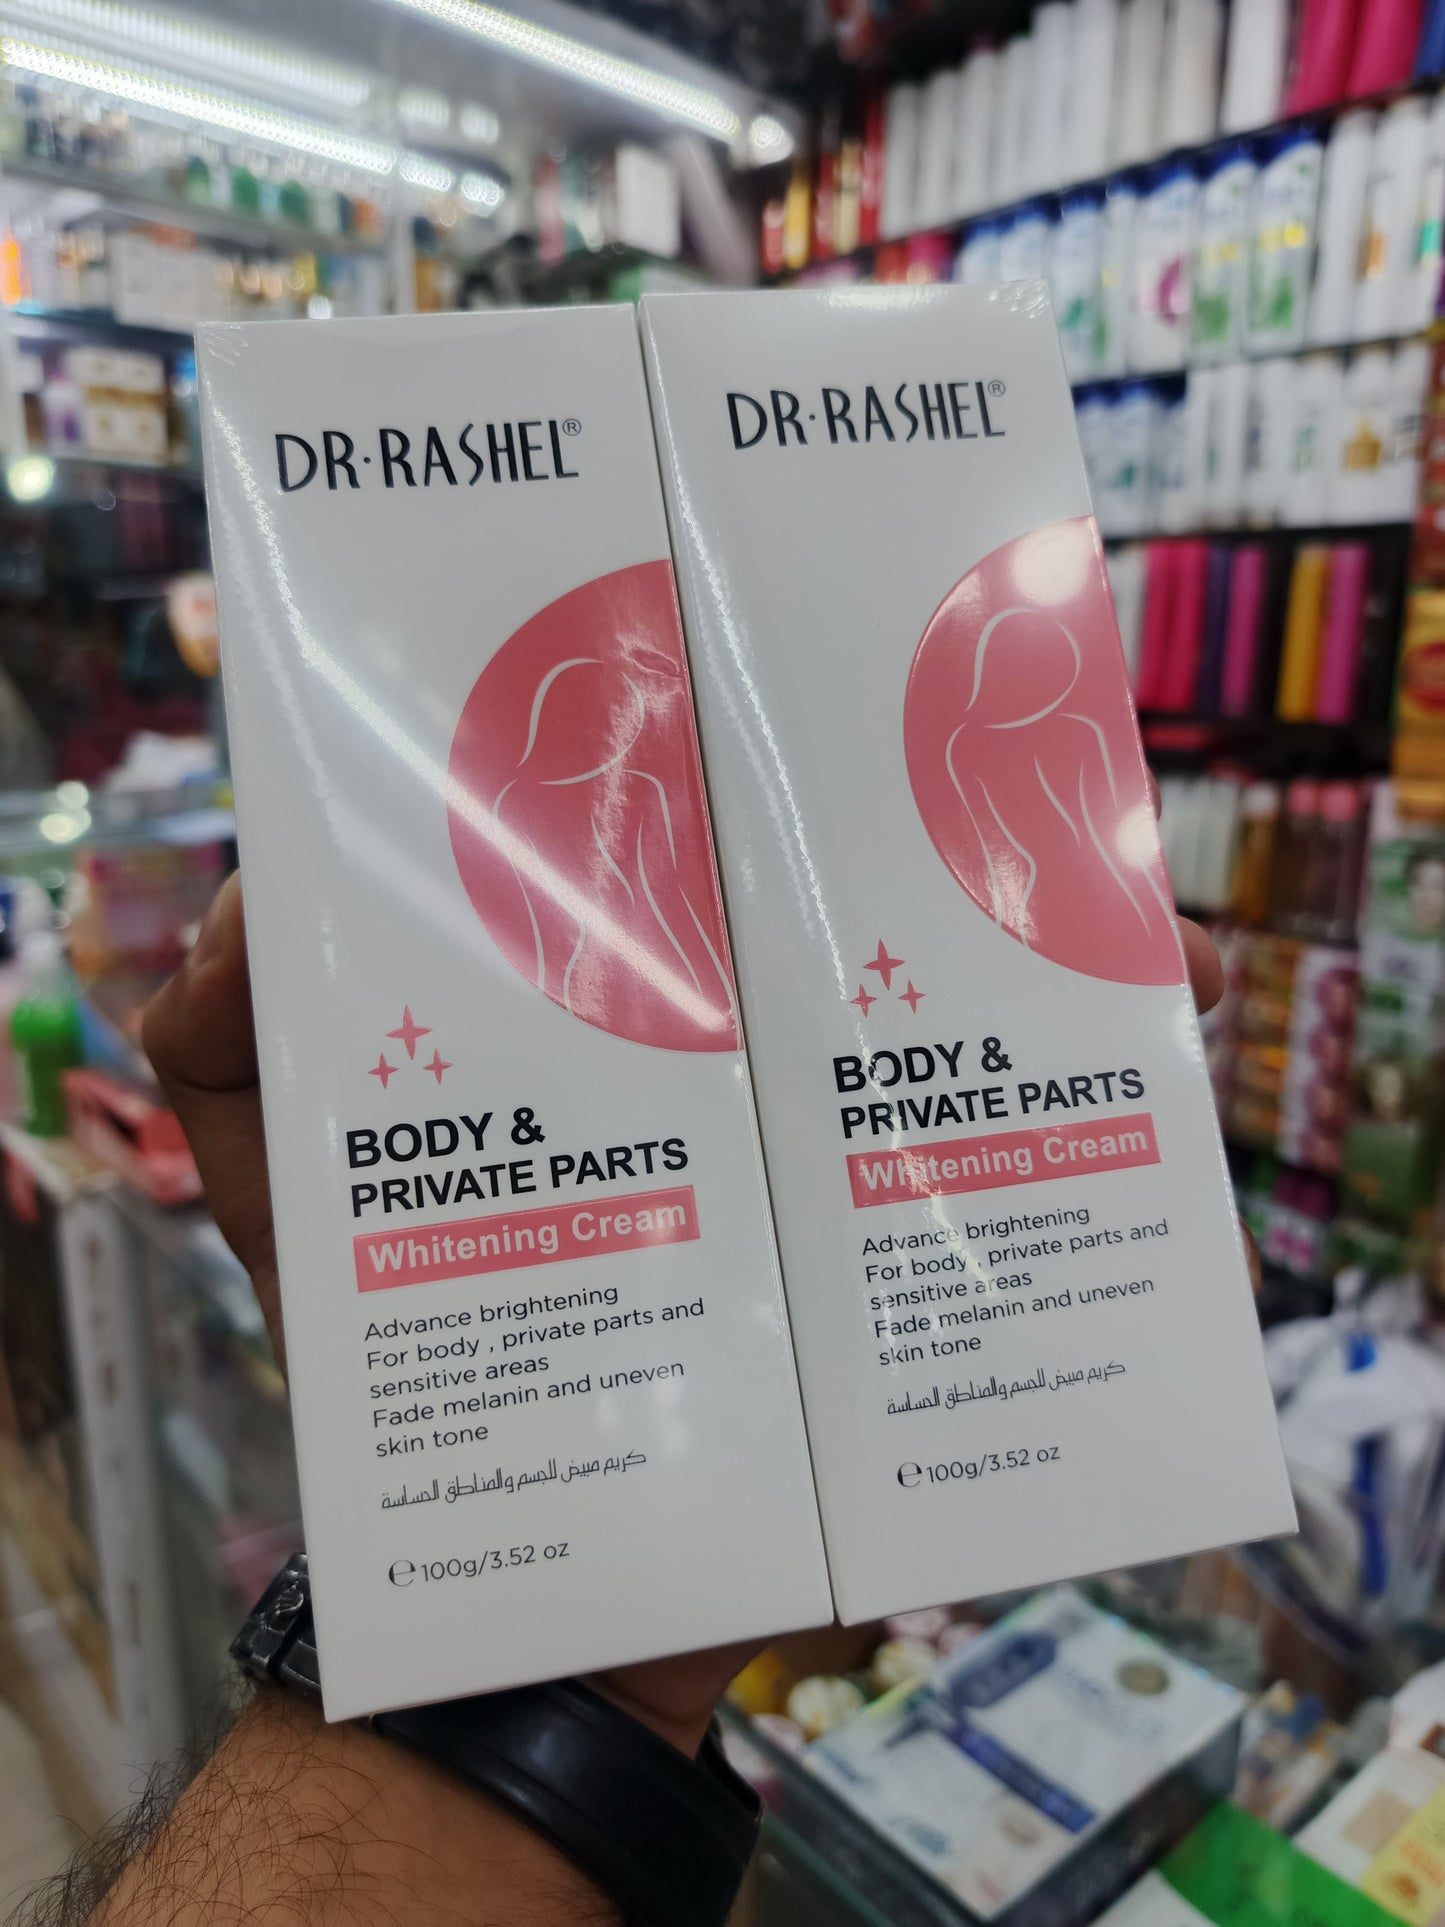 DR·RASHEL®
BODY &
PRIVATE PARTS
Whitening Cream
Advance brightening
For body , private parts and
sensitive areas
Fade melanin and uneven
skin tone
كريم مبيض للجسم والمناطق الحساسة
℮100g/3.52 oz
DR·RASHEL®
BODY &
PRIVATE PARTS
Whitening Cream
Advance brightening
For body , private parts and
sensitive areas
Fade melanin and uneven
skin tone
كريم مبيض للجسم والمناطق الحساسة
℮100g/3.52 oz